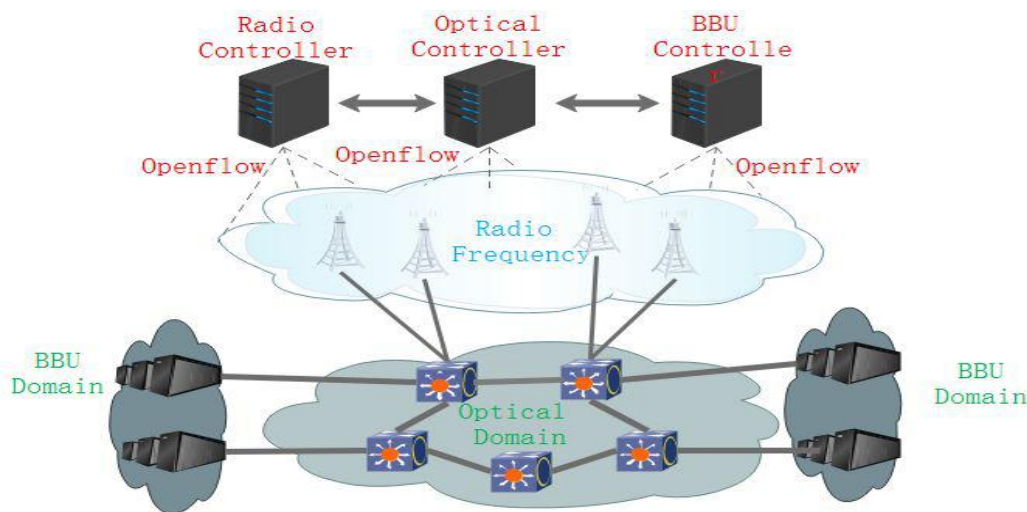 Radio
Controller
Optical
Controller
BBU
Controlle
r
Openflow
Openflow
Openflow
Radio
Frequency
BBU
Domain
Optical
Domain
BBU
Domain